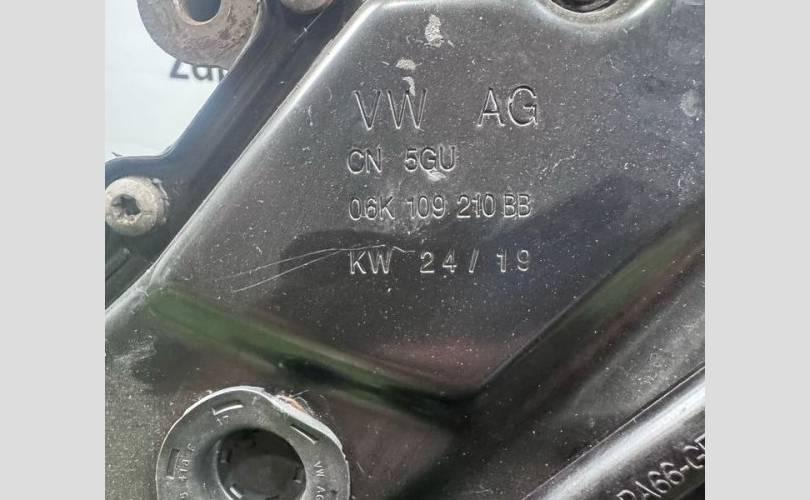 VW AG
CN 5GU
06K 109 210 BB
KW 24/19